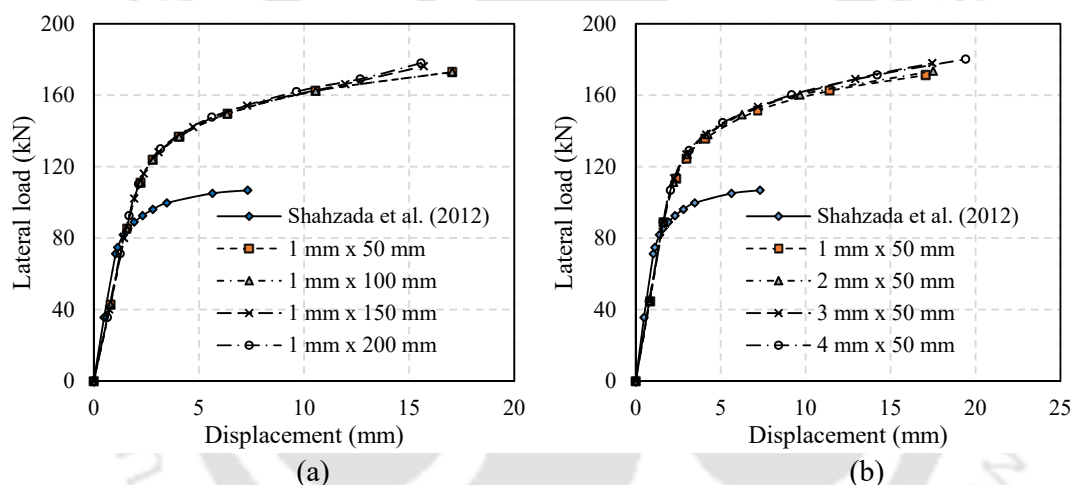 200
160
120
80
40
0
Lateral load (kN)
Shahzada et al. (2012)
1 mm x 50 mm
1 mm x 100 mm
1 mm x 150 mm
1 mm x 200 mm
0 5 10 15 20
Displacement (mm)
(a)
200
160
120
80
40
0
Lateral load (kN)
Shahzada et al. (2012)
1 mm x 50 mm
2 mm x 50 mm
3 mm x 50 mm
4 mm x 50 mm
0 5 10 15 20 25
Displacement (mm)
(b)